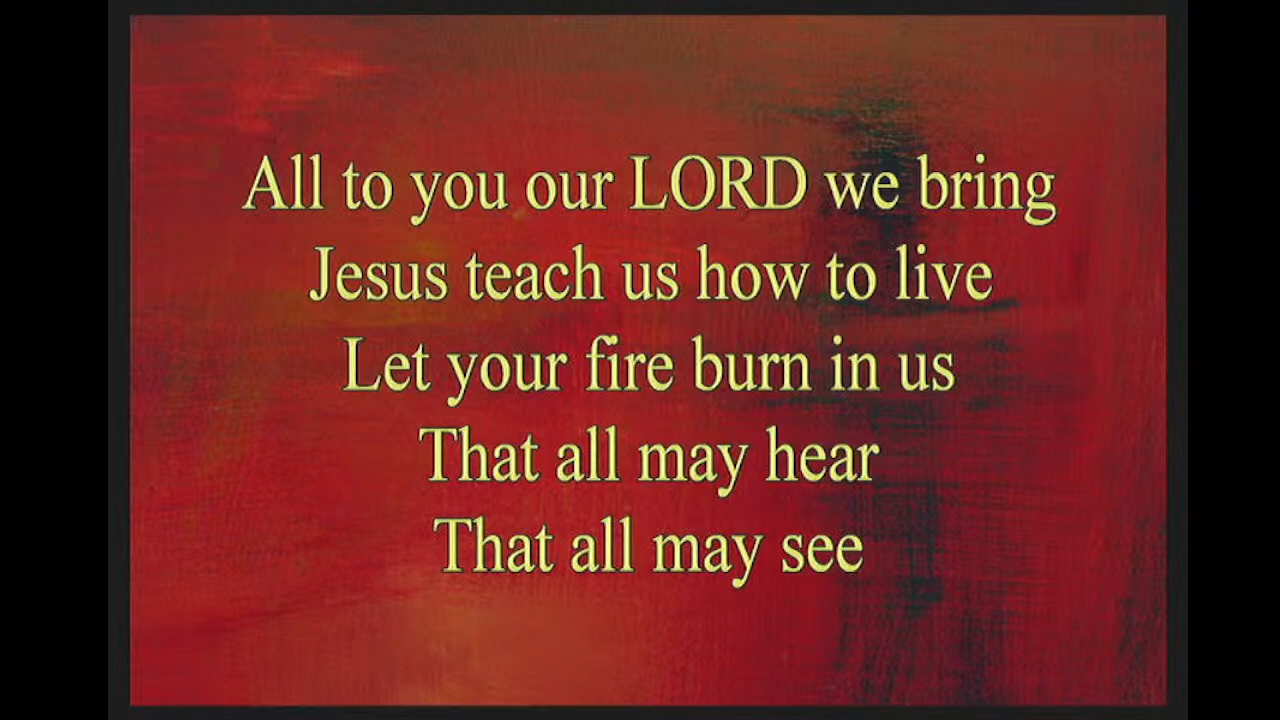 All to you our LORD we bring
Jesus teach us how to live
Let your fire burn in us
That all may hear
That all may see